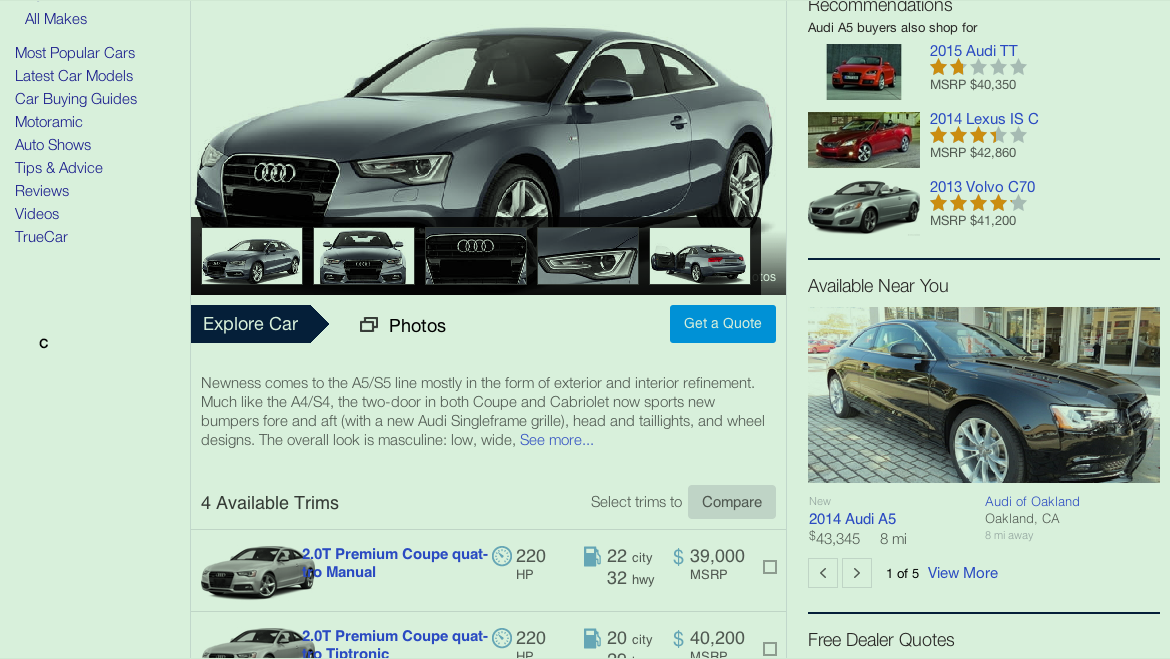 All Makes
Most Popular Cars
Latest Car Models
Car Buying Guides
Motoramic
Auto Shows
Tips & Advice
Reviews
Videos
TrueCar
C
Explore Car
Photos
Get a Quote
Newness comes to the A5/S5 line mostly in the form of exterior and interior refinement.
Much like the A4/S4, the two-door in both Coupe and Cabriolet now sports new
bumpers fore and aft (with a new Audi Singleframe grille), head and taillights, and wheel
designs. The overall look is masculine: low, wide, See more...
4 Available Trims
Select trims to Compare
2.0T Premium Coupe quat-
tro Manual
220
HP
22 city
32 hwy
$ 39,000
MSRP
2.0T Premium Coupe quat-
tro Tiptronic
220
HP
20 city
$ 40,200
MSRP
Recommendations
Audi A5 buyers also shop for
2015 Audi TT
MSRP $40,350
2014 Lexus IS C
MSRP $42,860
2013 Volvo C70
MSRP $41,200
Available Near You
New
2014 Audi A5
$43,345 8 mi
Audi of Oakland
Oakland, CA
8 mi away
1 of 5 View More
Free Dealer Quotes